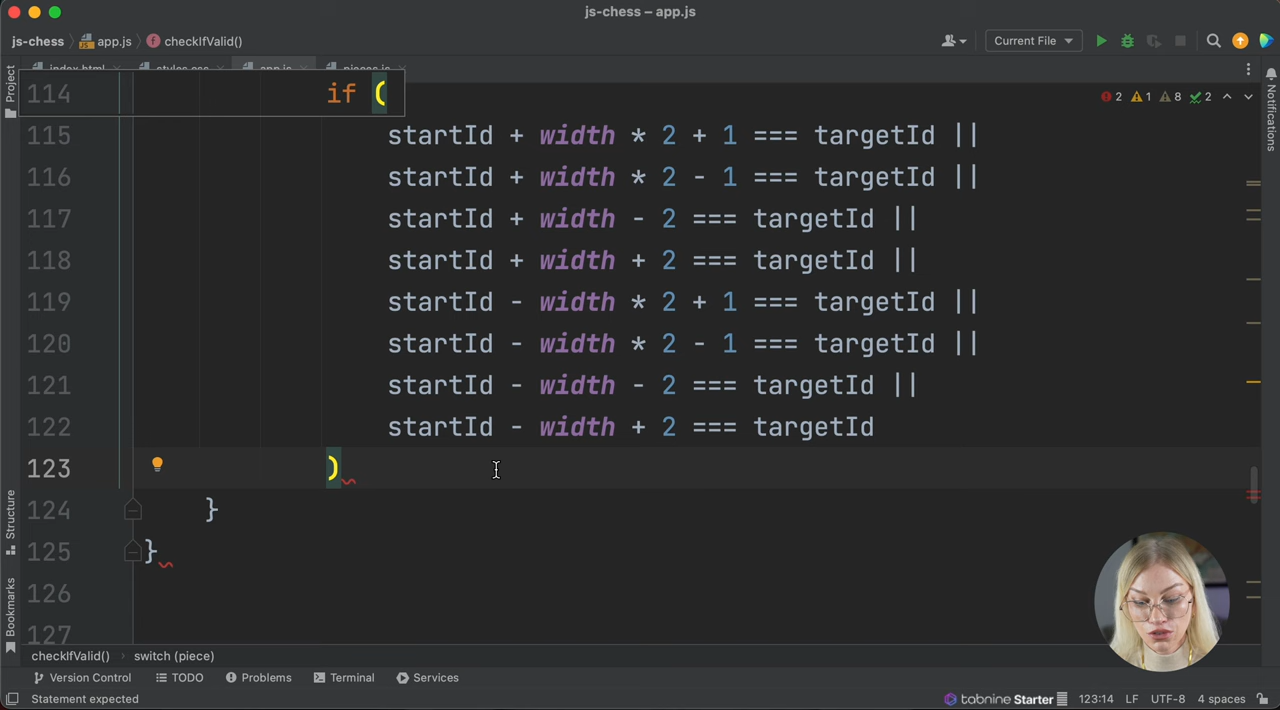 js-chess – app.js
js-chess app.js checkIfValid() Current File
index.html styles.css app.js pieces.js
Project
Notifications
2 1 8 2
114 if (
115 startId + width * 2 + 1 === targetId ||
116 startId + width * 2 - 1 === targetId ||
117 startId + width - 2 === targetId ||
118 startId + width + 2 === targetId ||
119 startId - width * 2 + 1 === targetId ||
120 startId - width * 2 - 1 === targetId ||
121 startId - width - 2 === targetId ||
122 startId - width + 2 === targetId
123 )
124 }
125 }
126
127
Structure
Bookmarks
checkIfValid() switch (piece)
Version Control TODO Problems Terminal Services
Statement expected tabnine Starter 123:14 LF UTF-8 4 spaces